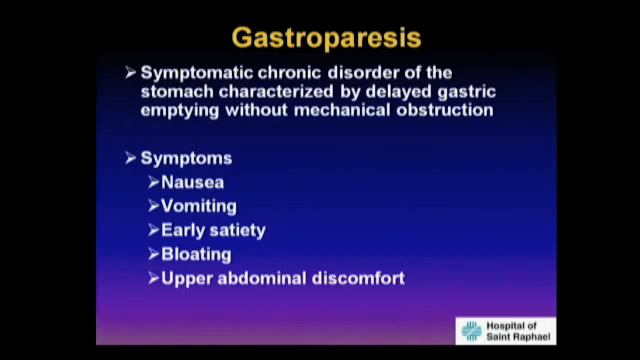 Gastroparesis
Symptomatic chronic disorder of the
stomach characterized by delayed gastric
emptying without mechanical obstruction
Symptoms
Nausea
Vomiting
Early satiety
Bloating
Upper abdominal discomfort
Hospital of
Saint Raphael